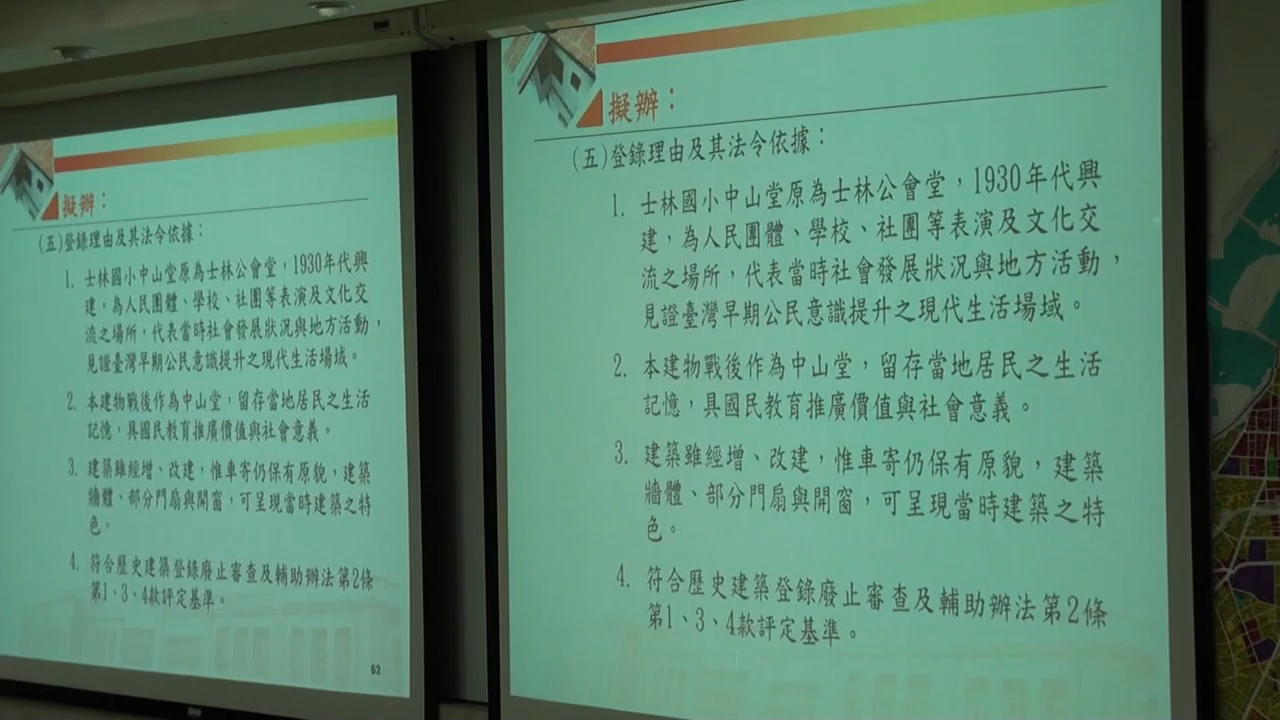 擬辦：
(五)登錄理由及其法令依據：
1. 士林國小中山堂原為士林公會堂，1930年代興
建，為人民團體、學校、社團等表演及文化交
流之場所，代表當時社會發展狀況與地方活動，
見證臺灣早期公民意識提升之現代生活場域。
2. 本建物戰後作為中山堂，留存當地居民之生活
記憶，具國民教育推廣價值與社會意義。
3. 建築雖經增、改建，惟車寄仍保有原貌，建築
牆體、部分門扇與開窗，可呈現當時建築之特
色。
4. 符合歷史建築登錄廢止審查及輔助辦法第2條
第1、3、4款評定基準。
62
擬辦：
(五)登錄理由及其法令依據：
1. 士林國小中山堂原為士林公會堂，1930年代興
建，為人民團體、學校、社團等表演及文化交
流之場所，代表當時社會發展狀況與地方活動，
見證臺灣早期公民意識提升之現代生活場域。
2. 本建物戰後作為中山堂，留存當地居民之生活
記憶，具國民教育推廣價值與社會意義。
3. 建築雖經增、改建，惟車寄仍保有原貌，建築
牆體、部分門扇與開窗，可呈現當時建築之特
色。
4. 符合歷史建築登錄廢止審查及輔助辦法第2條
第1、3、4款評定基準。